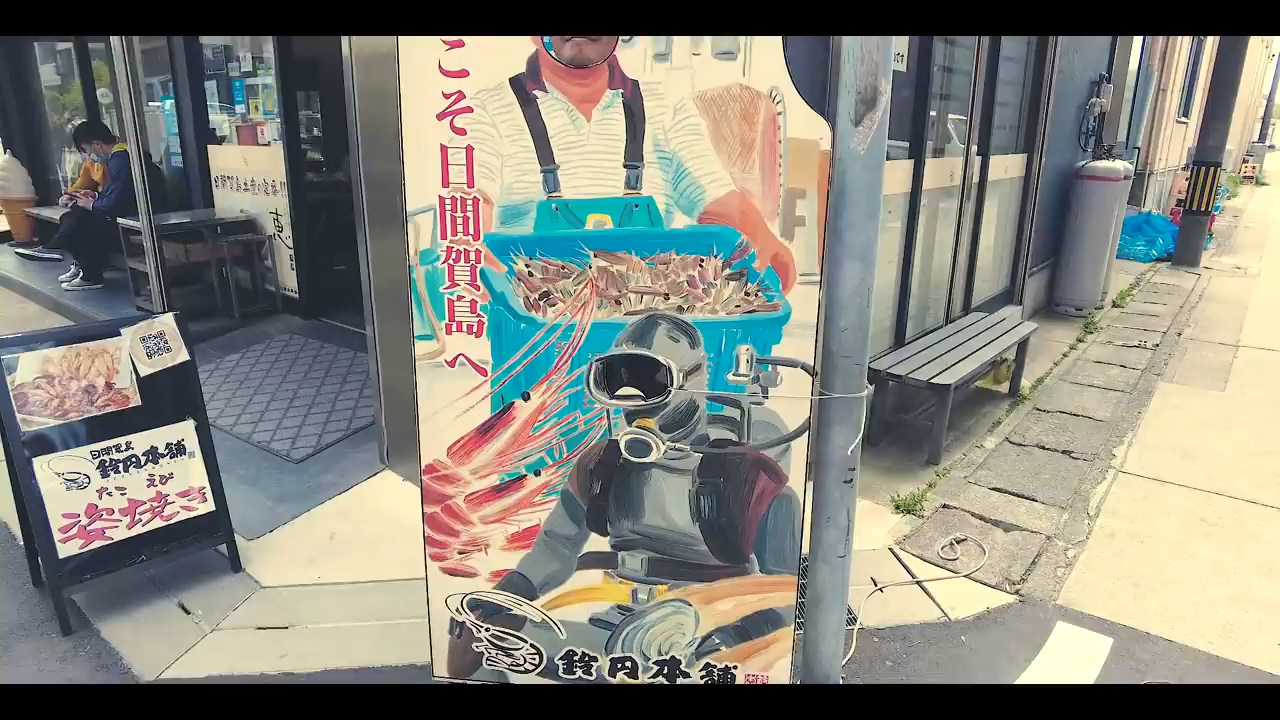 こそ日間賀島へ
鈴円本舗
日間賀島
鈴円本舗
たこ えび
姿焼き